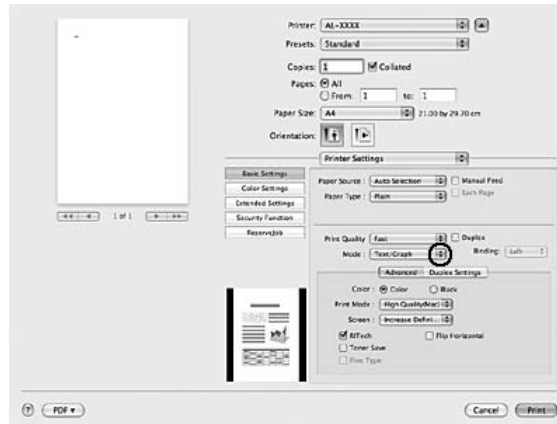 Printer: AL-XXXX
Presets: Standard
Copies: 1 Collated
Pages: All
From: 1 to: 1
Paper Size: A4 21.00 by 29.70 cm
Orientation:
Printer Settings
Basic Settings
Color Settings
Extended Settings
Security Function
ReserveJob
1 of 1
Paper Source : Auto Selection Manual Feed
Paper Type : Plain Each Page
Print Quality : Fast Duplex
Mode : Text/Graph Binding: Left
Advanced Duplex Settings
Color : Color Black
Print Mode : High Quality(Mac)
Screen : Increase Defini...
RITech Flip Horizontal
Toner Save
Fine Type
? PDF Cancel Print